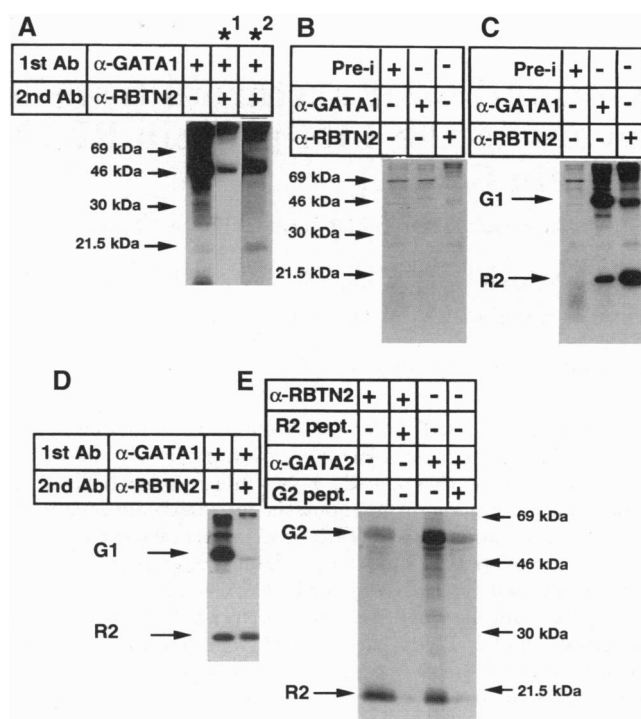 A
*1 *2
1st Ab α-GATA1 + + +
2nd Ab α-RBTN2 - + +
69 kDa
46 kDa
30 kDa
21.5 kDa
B
Pre-i + - -
α-GATA1 - + -
α-RBTN2 - - +
69 kDa
46 kDa
30 kDa
21.5 kDa
C
Pre-i + - -
α-GATA1 - + -
α-RBTN2 - - +
G1
R2
D
1st Ab α-GATA1 + +
2nd Ab α-RBTN2 - +
G1
R2
E
α-RBTN2 + + - -
R2 pept. - + - -
α-GATA2 - - + +
G2 pept. - - - +
G2
R2
69 kDa
46 kDa
30 kDa
21.5 kDa